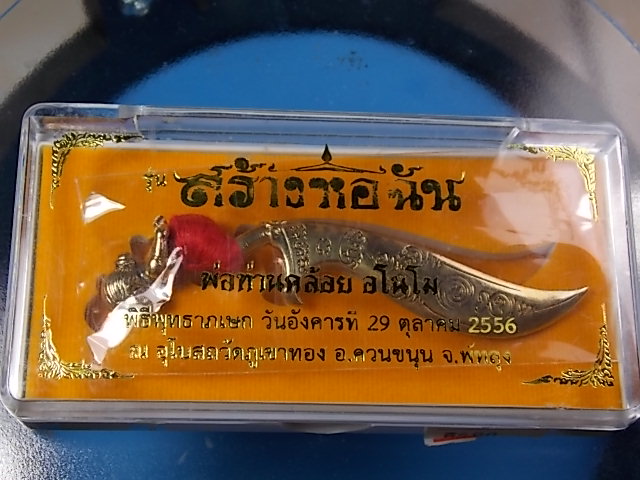 รุ่น สร้างหอฉัน
พ่อท่านคล้อย อโนโม
พิธีพุทธาภิเษก วันอังคารที่ 29 ตุลาคม 2556
ณ อุโบสถวัดภูเขาทอง อ.ควนขนุน จ.พัทลุง